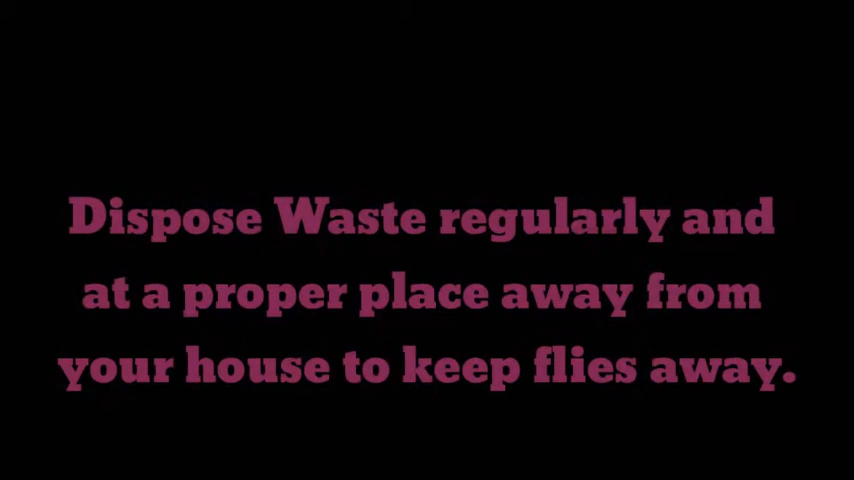 Dispose Waste regularly and
at a proper place away from
your house to keep flies away.